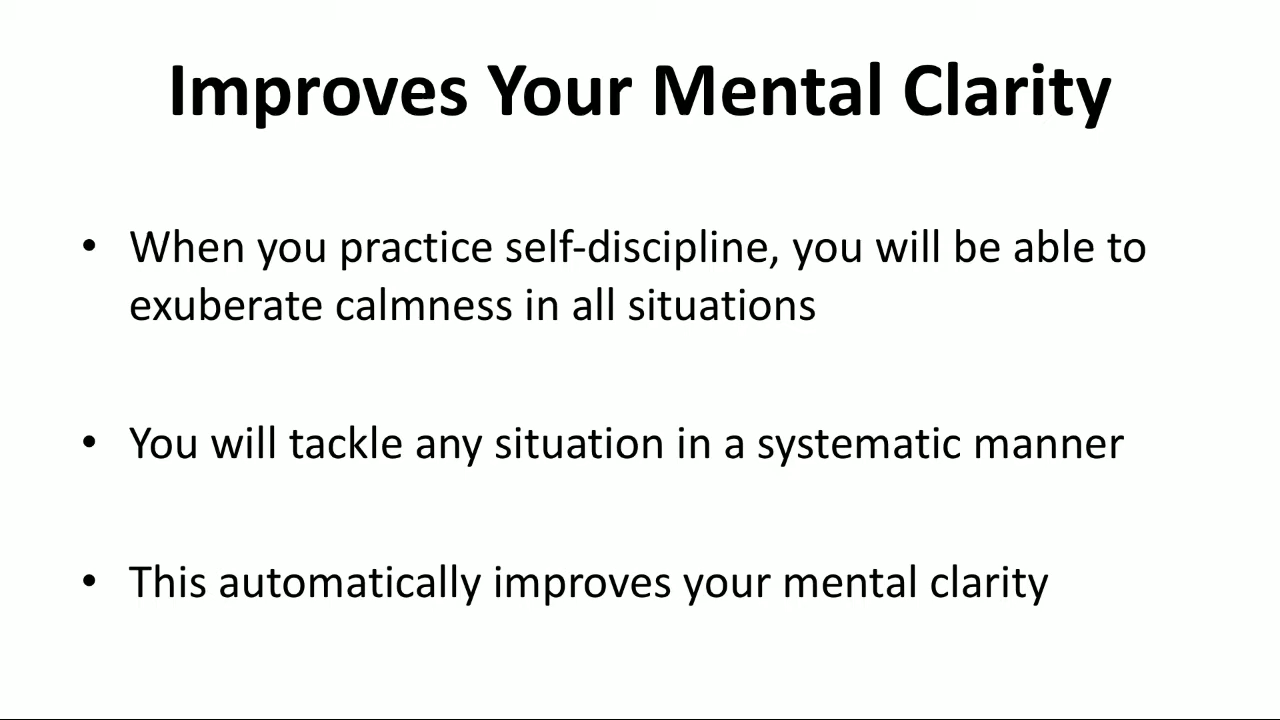 Improves Your Mental Clarity
• When you practice self-discipline, you will be able to
exuberate calmness in all situations
• You will tackle any situation in a systematic manner
• This automatically improves your mental clarity